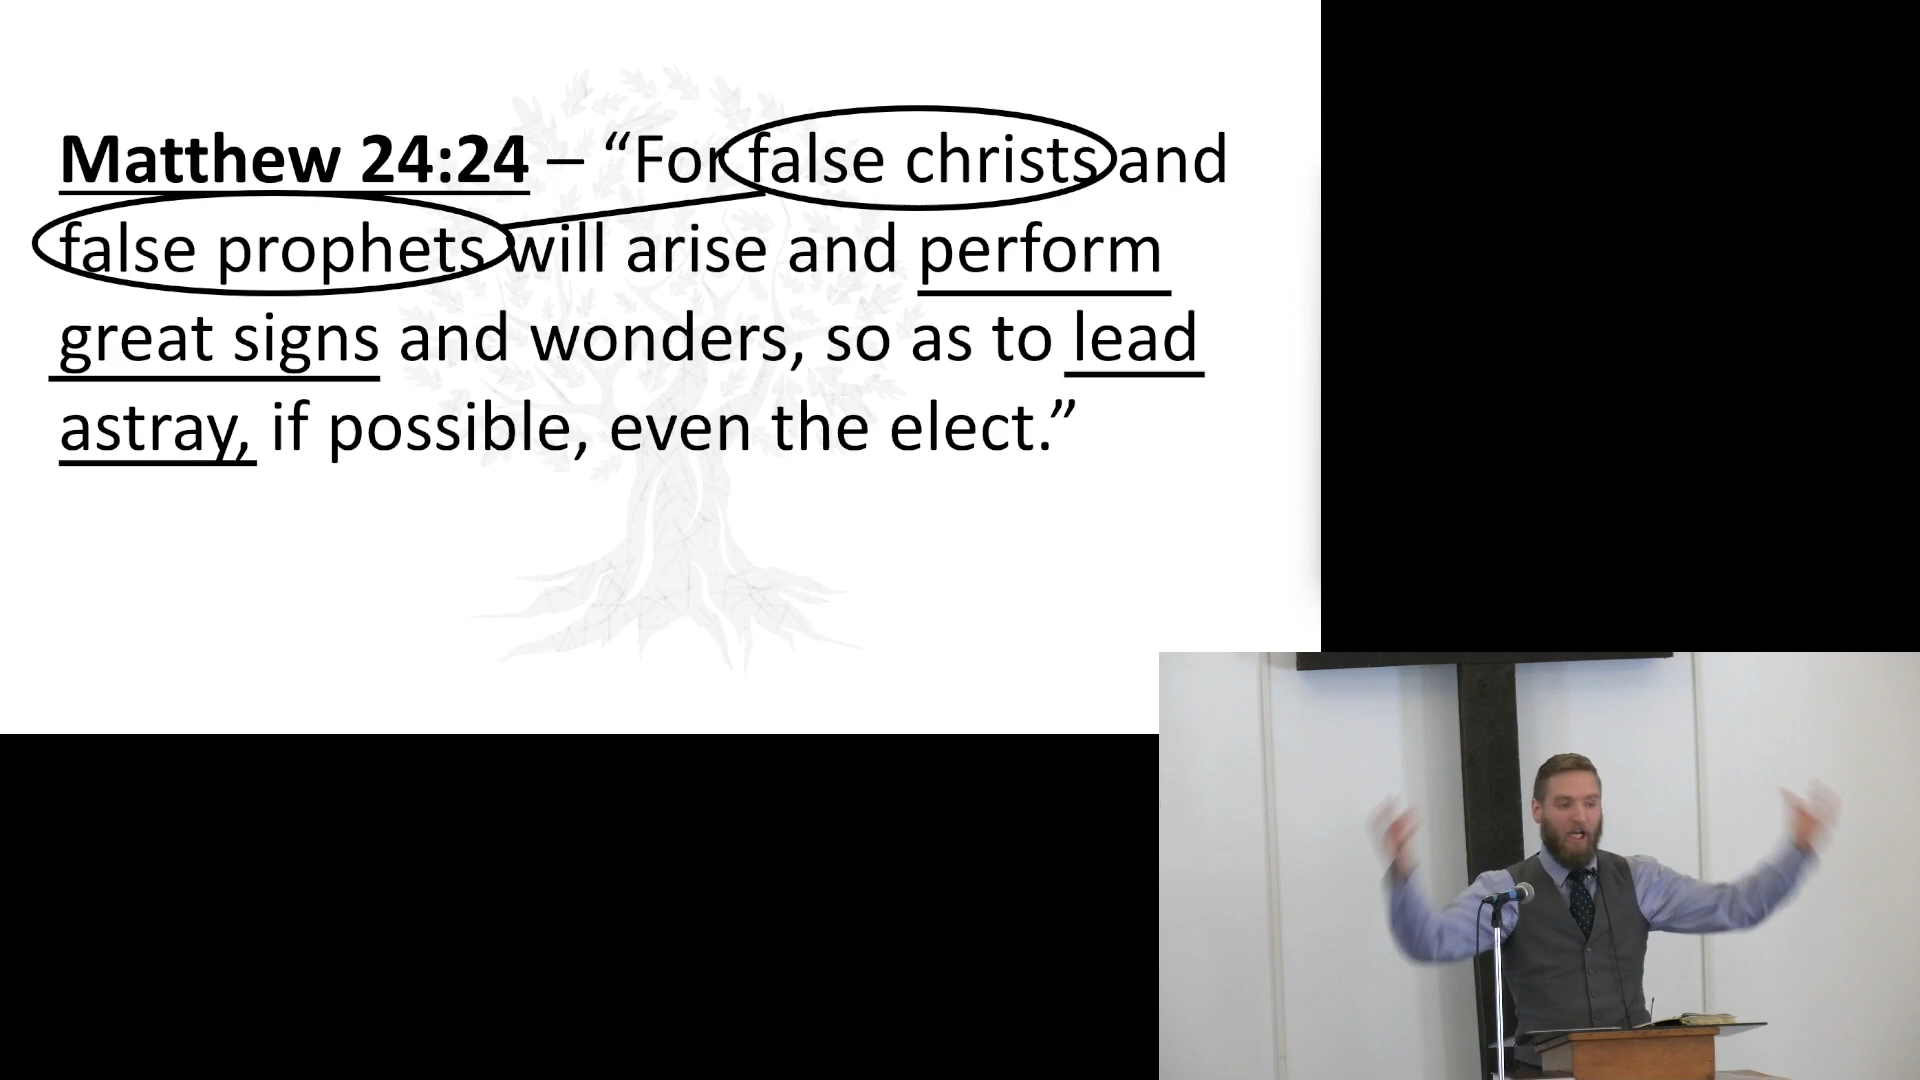 Matthew 24:24 – “For false christs and
false prophets will arise and perform
great signs and wonders, so as to lead
astray, if possible, even the elect.”